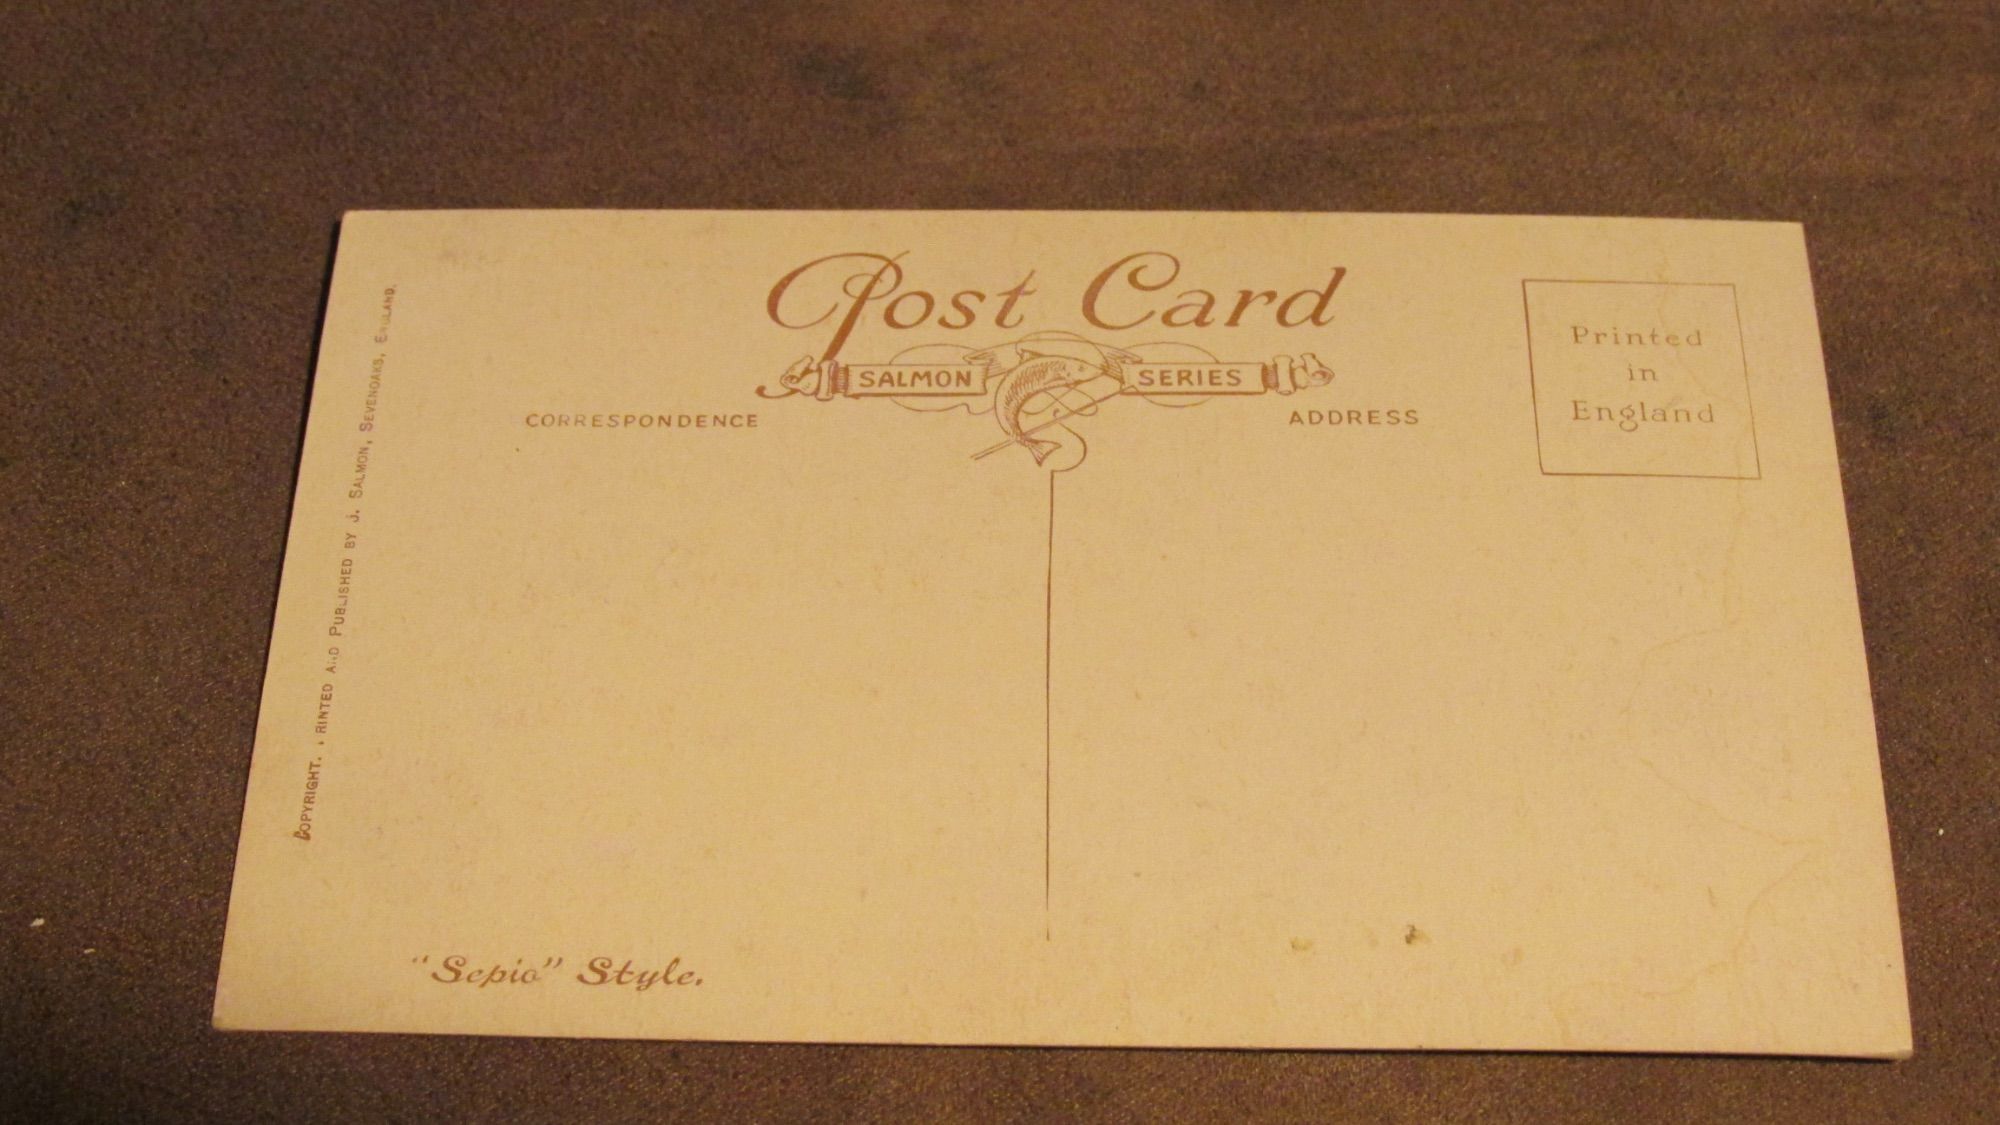 Post Card
SALMON SERIES
CORRESPONDENCE
ADDRESS
Printed
in
England
COPYRIGHT. PRINTED AND PUBLISHED BY J. SALMON, SEVENOAKS, ENGLAND.
"Sepio" Style.